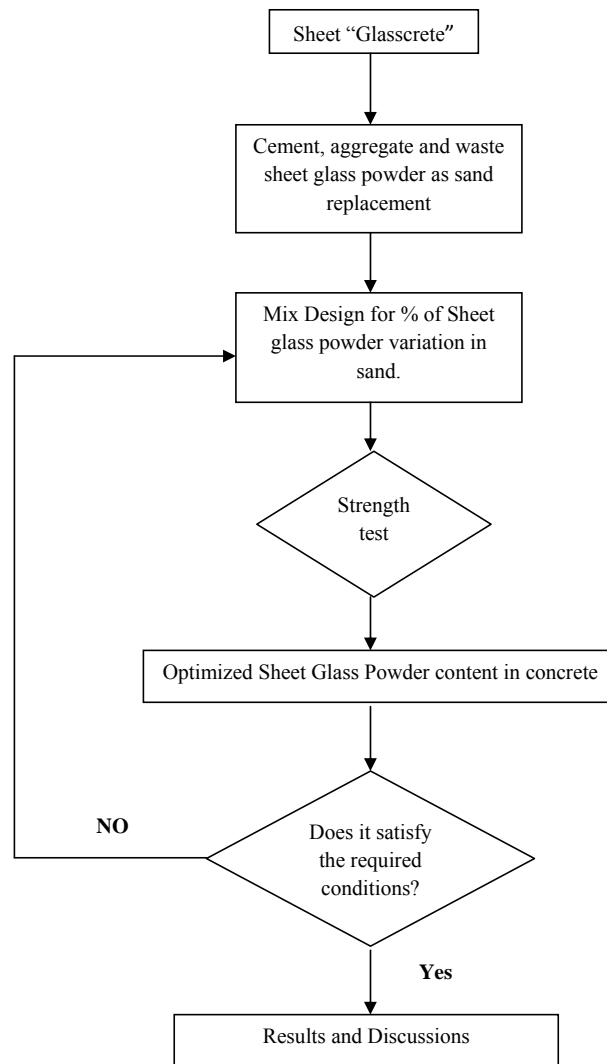 Sheet “Glasscrete”
Cement, aggregate and waste
sheet glass powder as sand
replacement
Mix Design for % of Sheet
glass powder variation in
sand.
Strength
test
Optimized Sheet Glass Powder content in concrete
NO
Does it satisfy
the required
conditions?
Yes
Results and Discussions